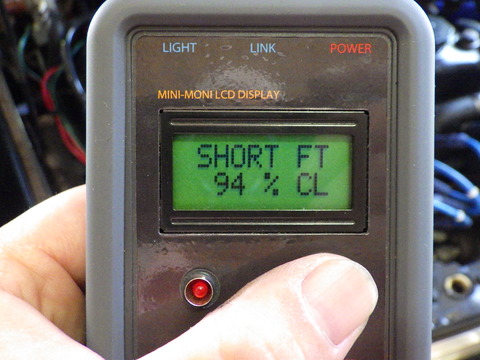 LIGHT LINK POWER
MINI-MONI LCD DISPLAY
SHORT FT
94 % CL